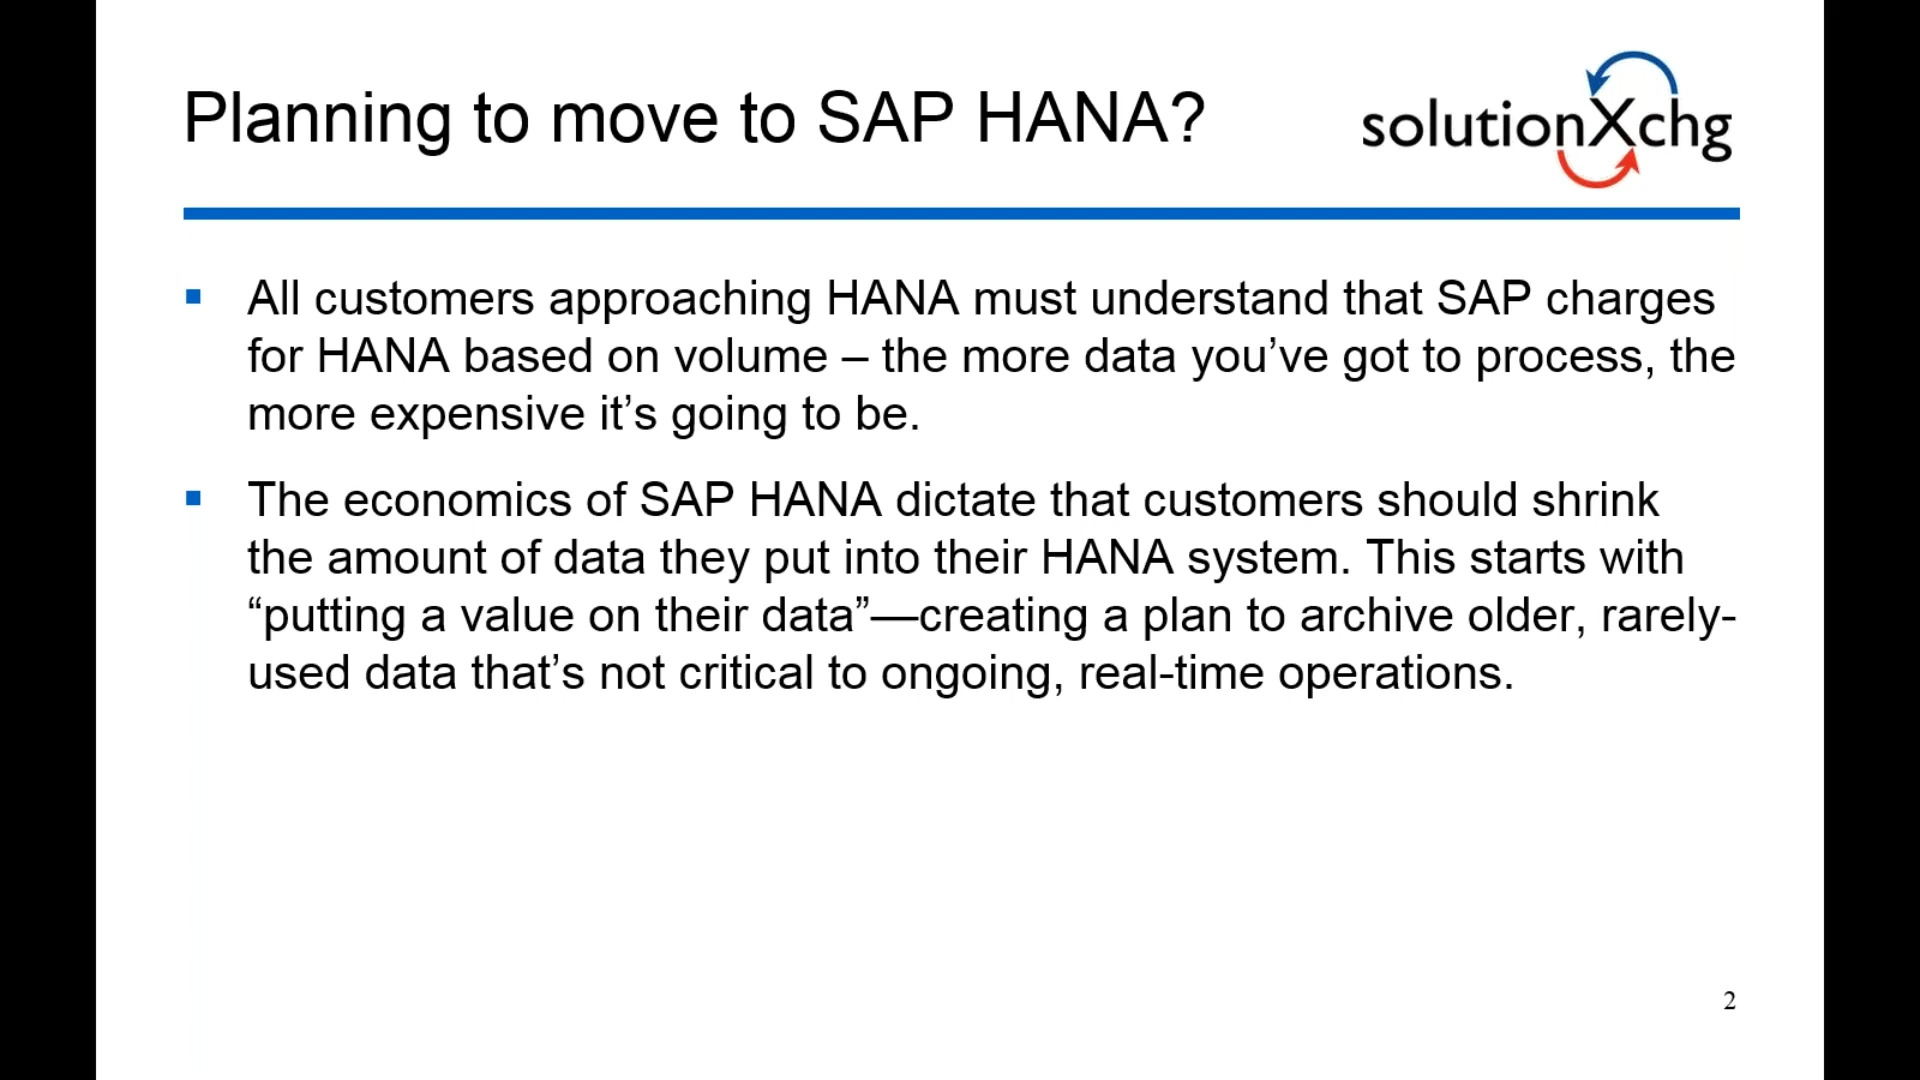 Planning to move to SAP HANA?
solutionXchg
▪ All customers approaching HANA must understand that SAP charges
for HANA based on volume – the more data you’ve got to process, the
more expensive it’s going to be.
▪ The economics of SAP HANA dictate that customers should shrink
the amount of data they put into their HANA system. This starts with
“putting a value on their data”—creating a plan to archive older, rarely-
used data that’s not critical to ongoing, real-time operations.
2